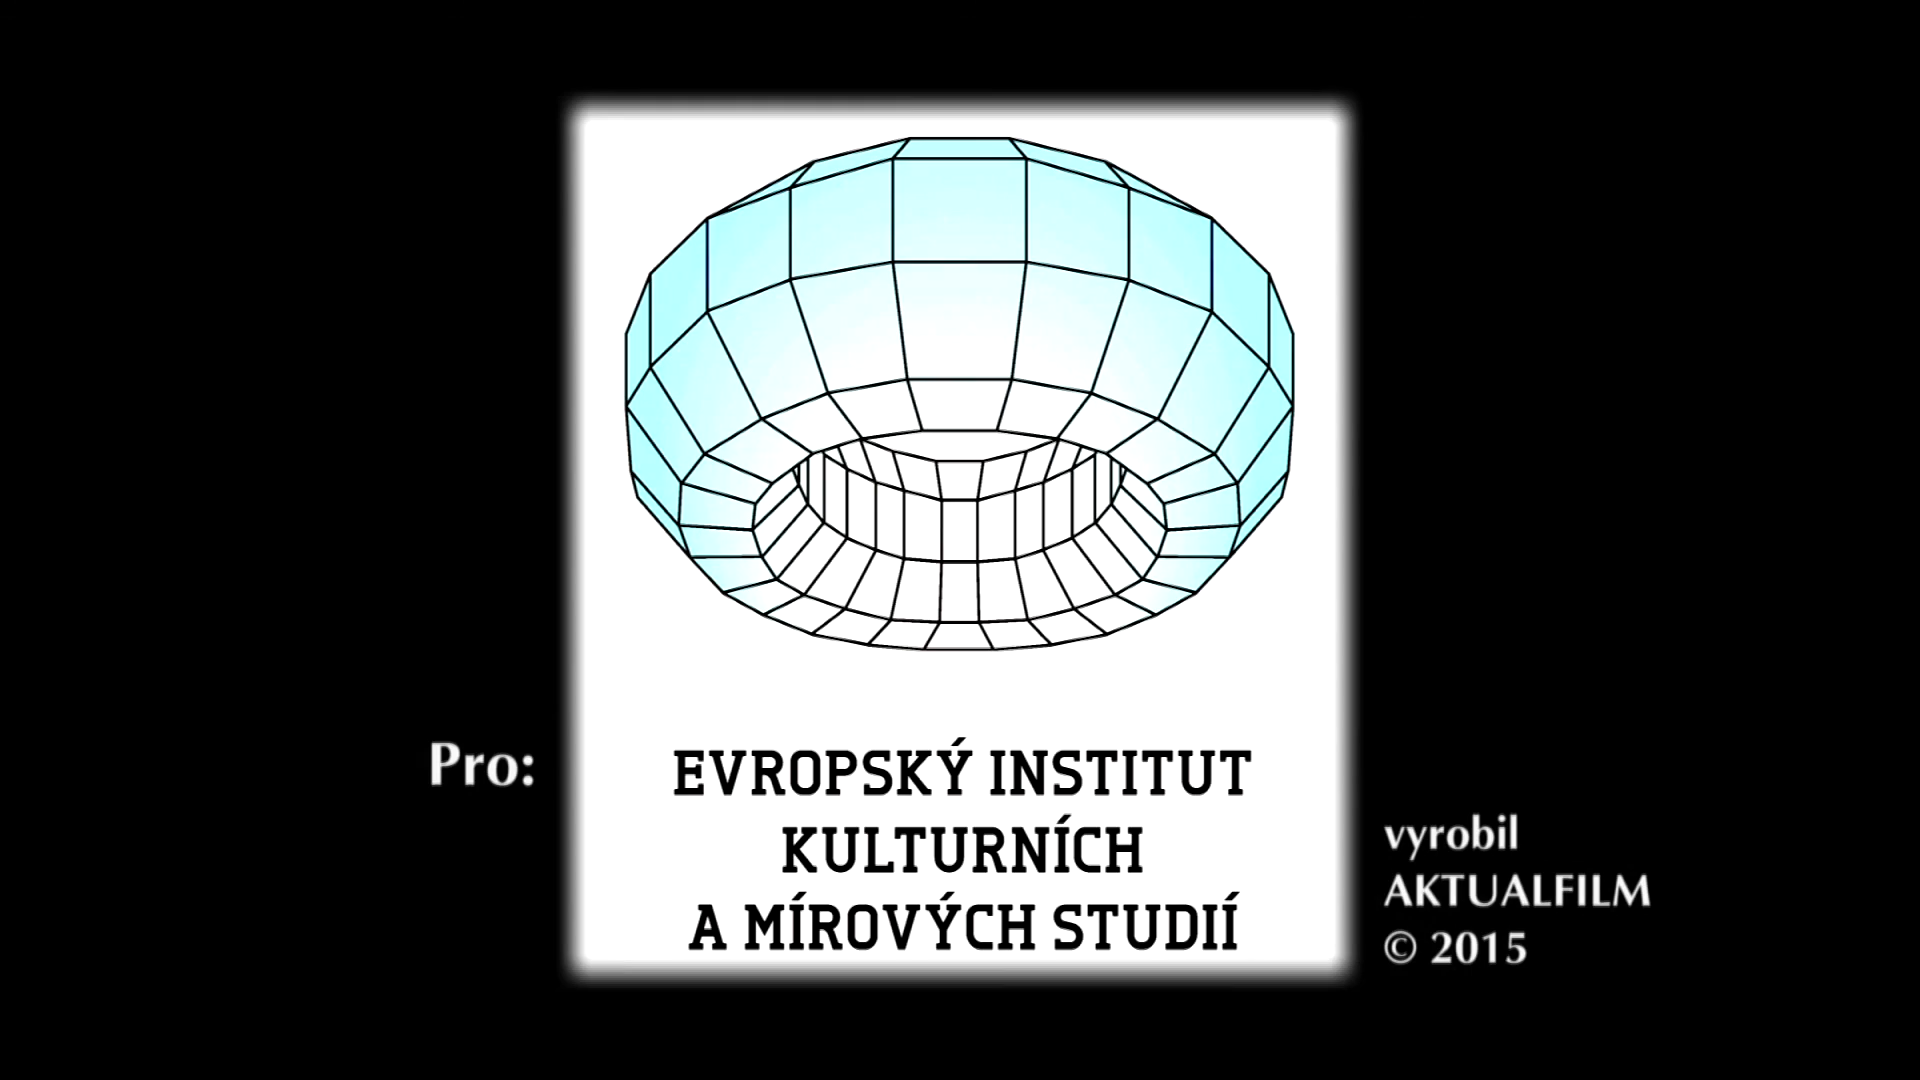 Pro:
EVROPSKÝ INSTITUT
KULTURNÍCH
A MÍROVÝCH STUDIÍ
vyrobil
AKTUALFILM
© 2015